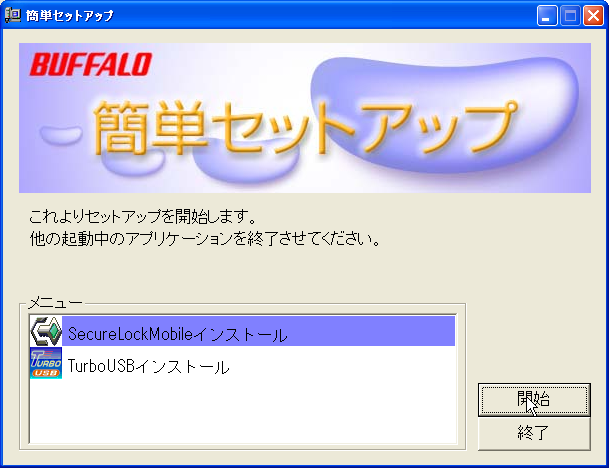 簡単セットアップ
BUFFALO
簡単セットアップ
これよりセットアップを開始します。
他の起動中のアプリケーションを終了させてください。
メニュー
SecureLockMobileインストール
TURBO
USB
TurboUSBインストール
開始
終了